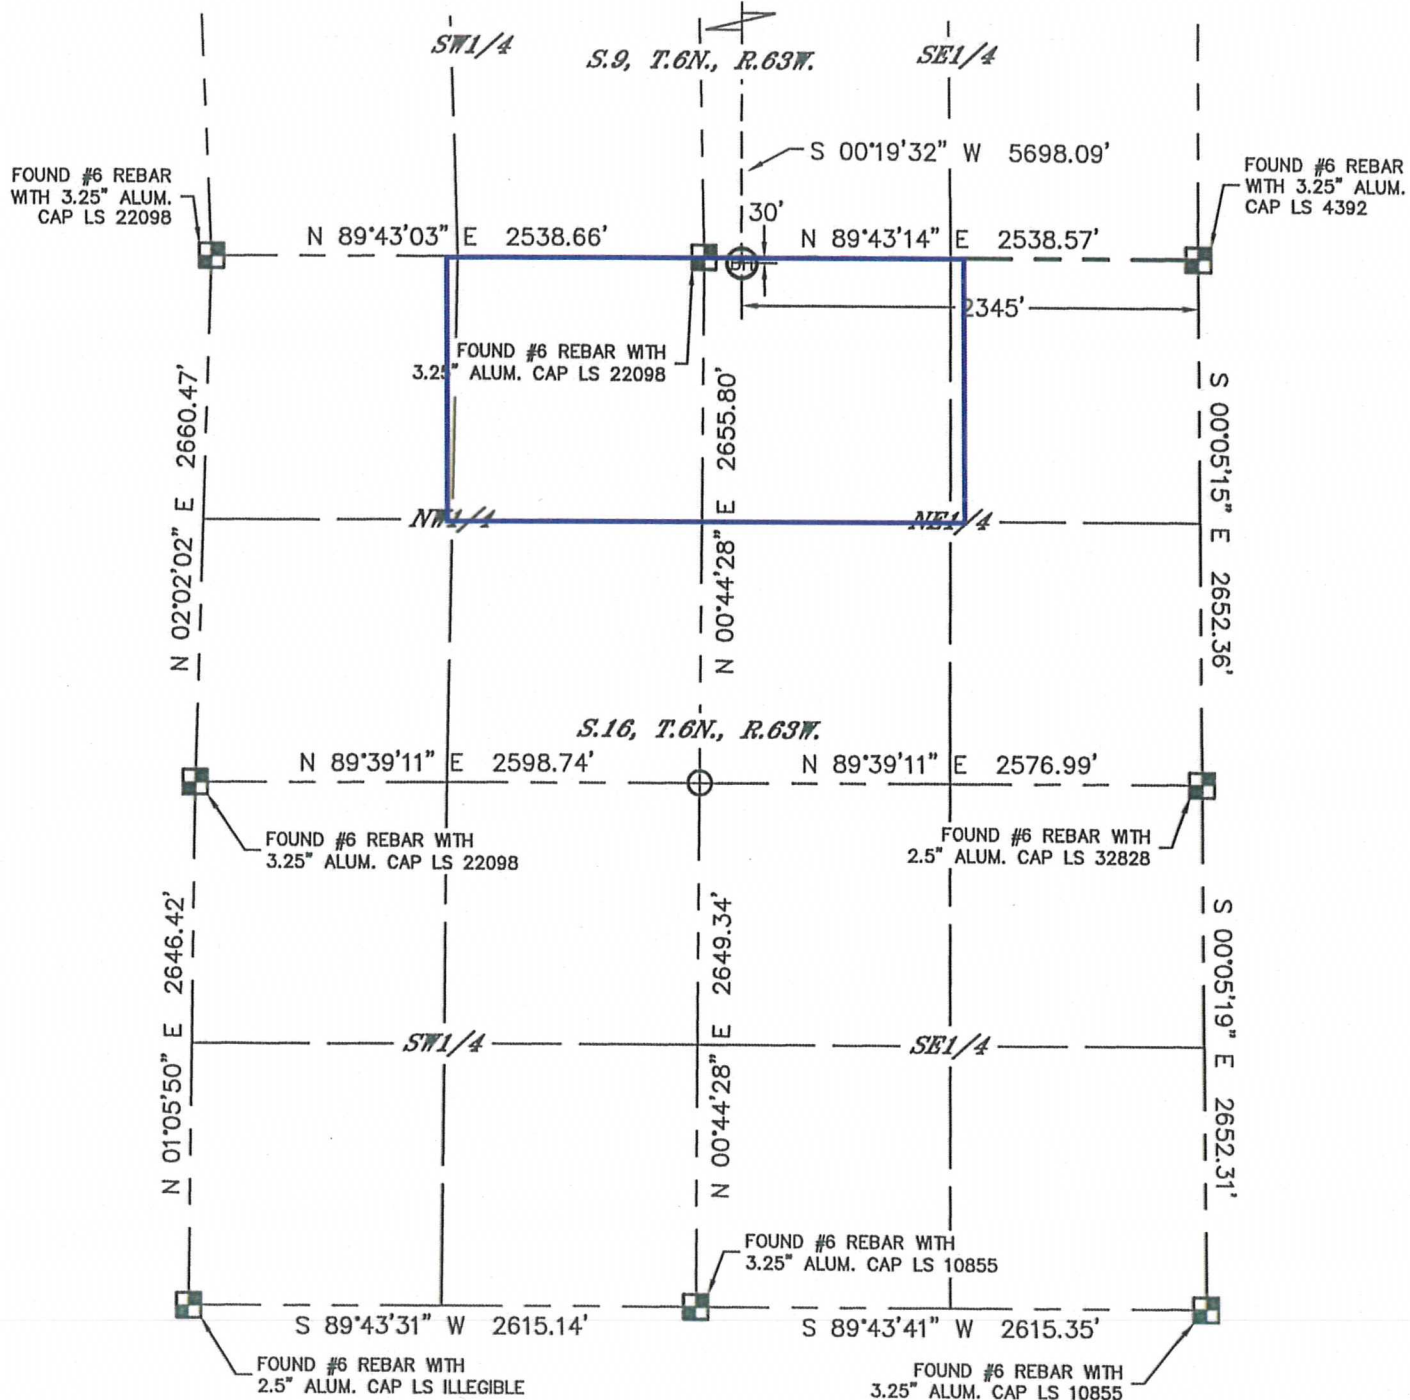 SW1/4
S.9, T.6N., R.63W.
SE1/4
S 00°19'32" W 5698.09'
FOUND #6 REBAR
WITH 3.25" ALUM.
CAP LS 22098
FOUND #6 REBAR
WITH 3.25" ALUM.
CAP LS 4392
30'
N 89°43'03" E 2538.66'
N 89°43'14" E 2538.57'
2345'
FOUND #6 REBAR WITH
3.25" ALUM. CAP LS 22098
N 02°02'02" E 2660.47'
N 00°44'28" E 2655.80'
S 00°05'15" E 2652.36'
NW1/4
NE1/4
S.16, T.6N., R.63W.
N 89°39'11" E 2598.74'
N 89°39'11" E 2576.99'
FOUND #6 REBAR WITH
3.25" ALUM. CAP LS 22098
FOUND #6 REBAR WITH
2.5" ALUM. CAP LS 32828
N 01°05'50" E 2646.42'
N 00°44'28" E 2649.34'
S 00°05'19" E 2652.31'
SW1/4
SE1/4
FOUND #6 REBAR WITH
3.25" ALUM. CAP LS 10855
S 89°43'31" W 2615.14'
S 89°43'41" W 2615.35'
FOUND #6 REBAR WITH
2.5" ALUM. CAP LS ILLEGIBLE
FOUND #6 REBAR WITH
3.25" ALUM. CAP LS 10855